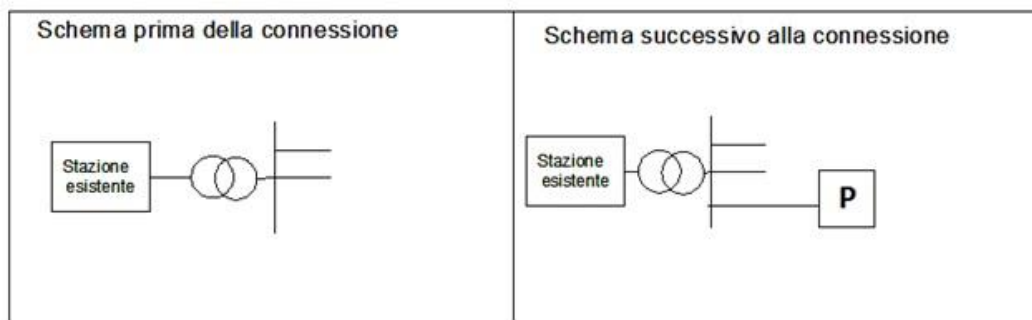 Schema prima della connessione
Stazione
esistente
Schema successivo alla connessione
Stazione
esistente
P